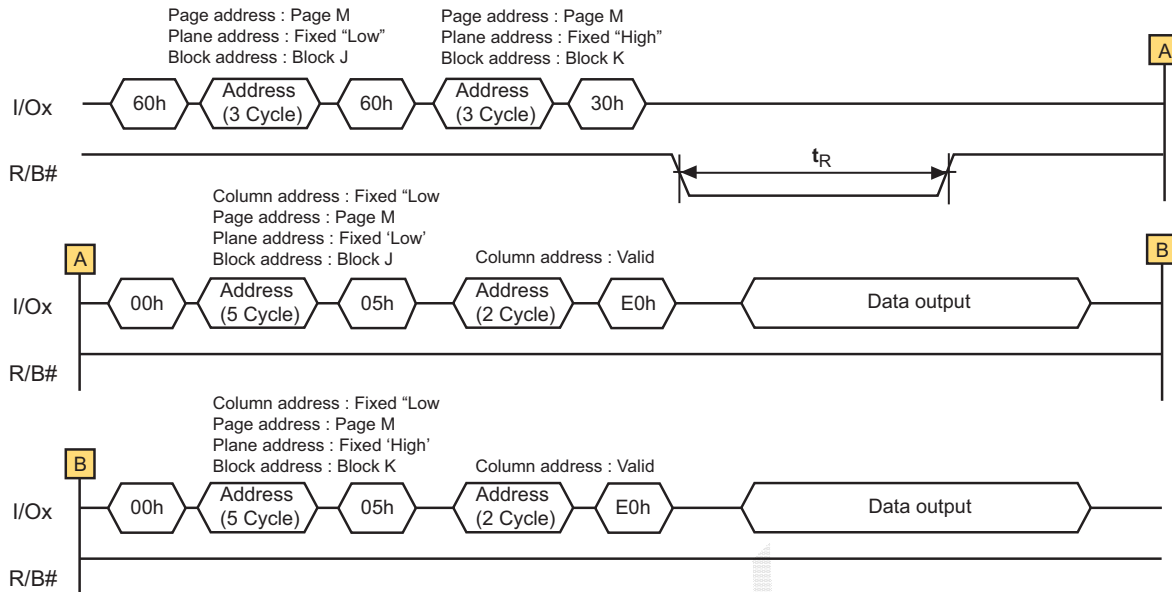 Page address : Page M
Plane address : Fixed “Low”
Block address : Block J
Page address : Page M
Plane address : Fixed “High”
Block address : Block K
A
I/Ox
60h
Address
(3 Cycle)
60h
Address
(3 Cycle)
30h
R/B#
tR
Column address : Fixed “Low
Page address : Page M
Plane address : Fixed ‘Low’
Block address : Block J
Column address : Valid
A
B
I/Ox
00h
Address
(5 Cycle)
05h
Address
(2 Cycle)
E0h
Data output
R/B#
Column address : Fixed “Low
Page address : Page M
Plane address : Fixed ‘High’
Block address : Block K
Column address : Valid
B
I/Ox
00h
Address
(5 Cycle)
05h
Address
(2 Cycle)
E0h
Data output
R/B#